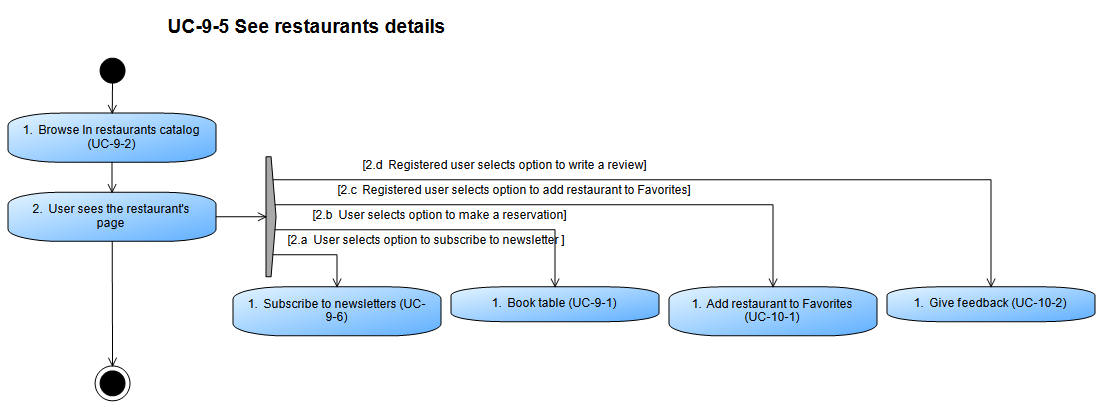 UC-9-5 See restaurants details
1. Browse In restaurants catalog
(UC-9-2)
2. User sees the restaurant's
page
[2.d Registered user selects option to write a review]
[2.c Registered user selects option to add restaurant to Favorites]
[2.b User selects option to make a reservation]
[2.a User selects option to subscribe to newsletter ]
1. Subscribe to newsletters (UC-
9-6)
1. Book table (UC-9-1)
1. Add restaurant to Favorites
(UC-10-1)
1. Give feedback (UC-10-2)